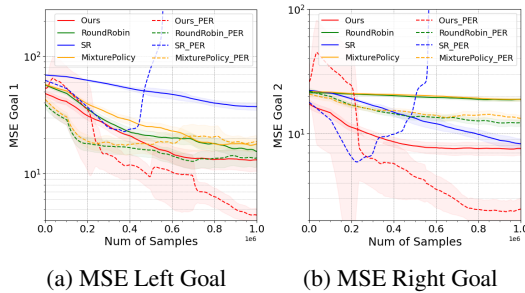 Ours
RoundRobin
SR
MixturePolicy
Ours_PER
RoundRobin_PER
SR_PER
MixturePolicy_PER
10²
10¹
MSE Goal 1
0.0 0.2 0.4 0.6 0.8 1.0
1e6
Num of Samples
(a) MSE Left Goal
Ours
RoundRobin
SR
MixturePolicy
Ours_PER
RoundRobin_PER
SR_PER
MixturePolicy_PER
10²
10¹
MSE Goal 2
0.0 0.2 0.4 0.6 0.8 1.0
1e6
Num of Samples
(b) MSE Right Goal